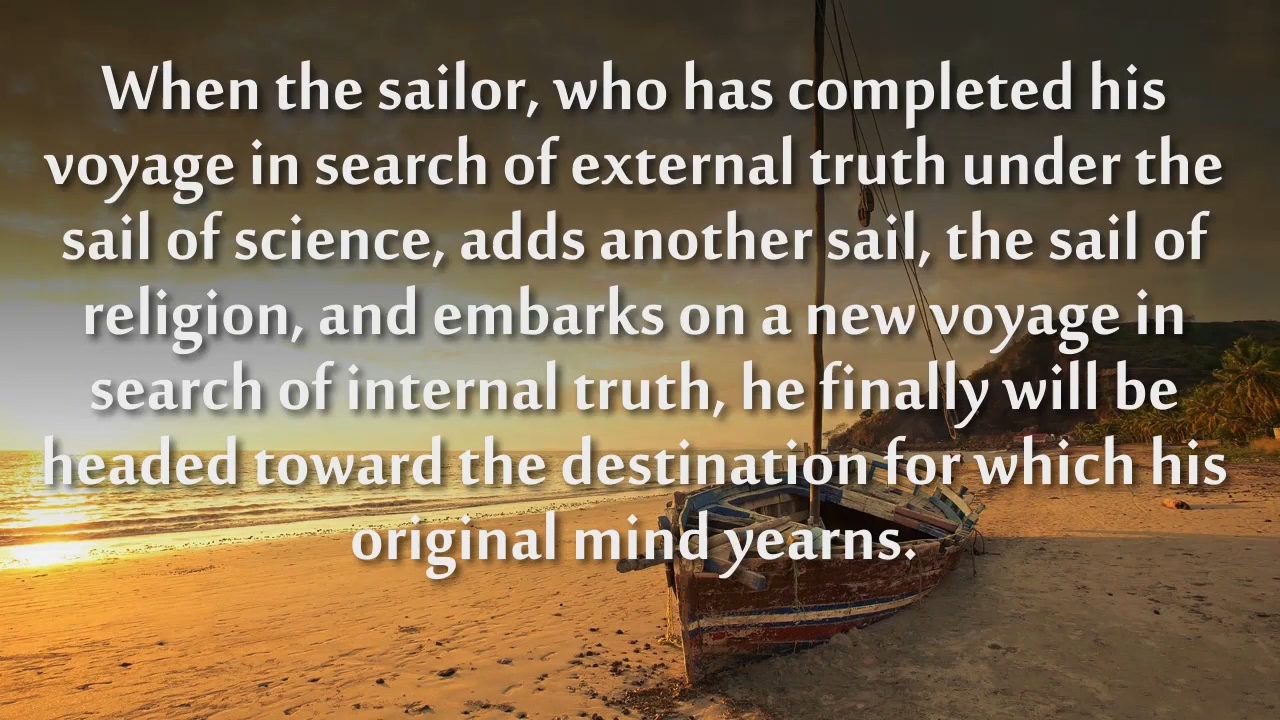 When the sailor, who has completed his
voyage in search of external truth under the
sail of science, adds another sail, the sail of
religion, and embarks on a new voyage in
search of internal truth, he finally will be
headed toward the destination for which his
original mind yearns.